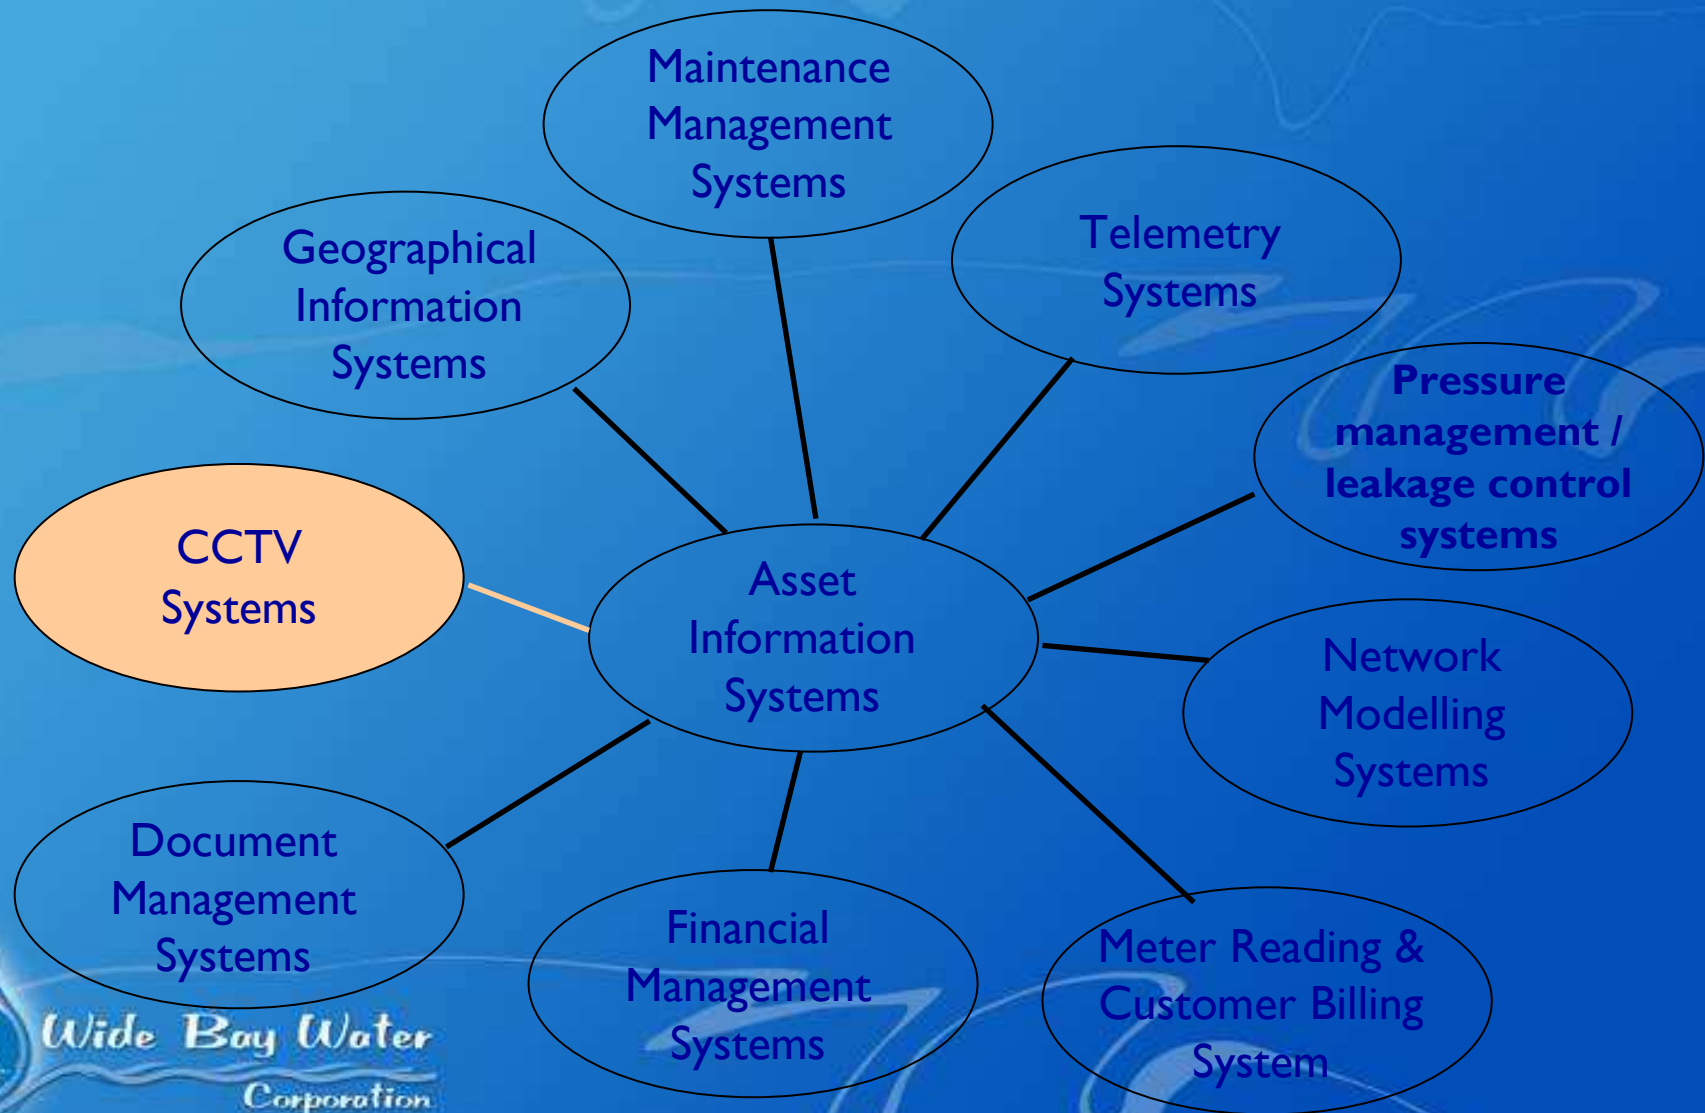 Maintenance
Management
Systems
Geographical
Information
Systems
Telemetry
Systems
Pressure
management /
leakage control
systems
CCTV
Systems
Asset
Information
Systems
Network
Modelling
Systems
Document
Management
Systems
Financial
Management
Systems
Meter Reading &
Customer Billing
System
Wide Bay Water
Corporation